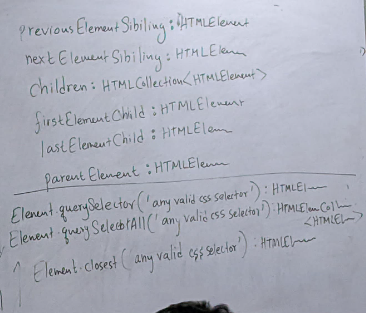 previousElementSibiling : HTMLElement
nextElementSibiling : HTMLElem
children : HTMLCollection<HTMLElement>
firstElementChild : HTMLElement
lastElementChild : HTMLElem
parentElement : HTMLElem
Element.querySelector('any valid css selector') : HTMLEl
Element.querySelectorAll('any valid css selector') : HTMLElemColl
<HTMLEl>
Element.closest('any valid css selector') : HTMLEl